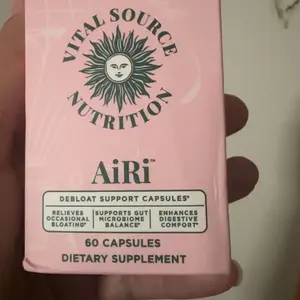 VITAL SOURCE
NUTRITION
AiRi™
DEBLOAT SUPPORT CAPSULES*
RELIEVES OCCASIONAL BLOATING*
SUPPORTS GUT MICROBIOME BALANCE*
ENHANCES DIGESTIVE COMFORT*
60 CAPSULES
DIETARY SUPPLEMENT